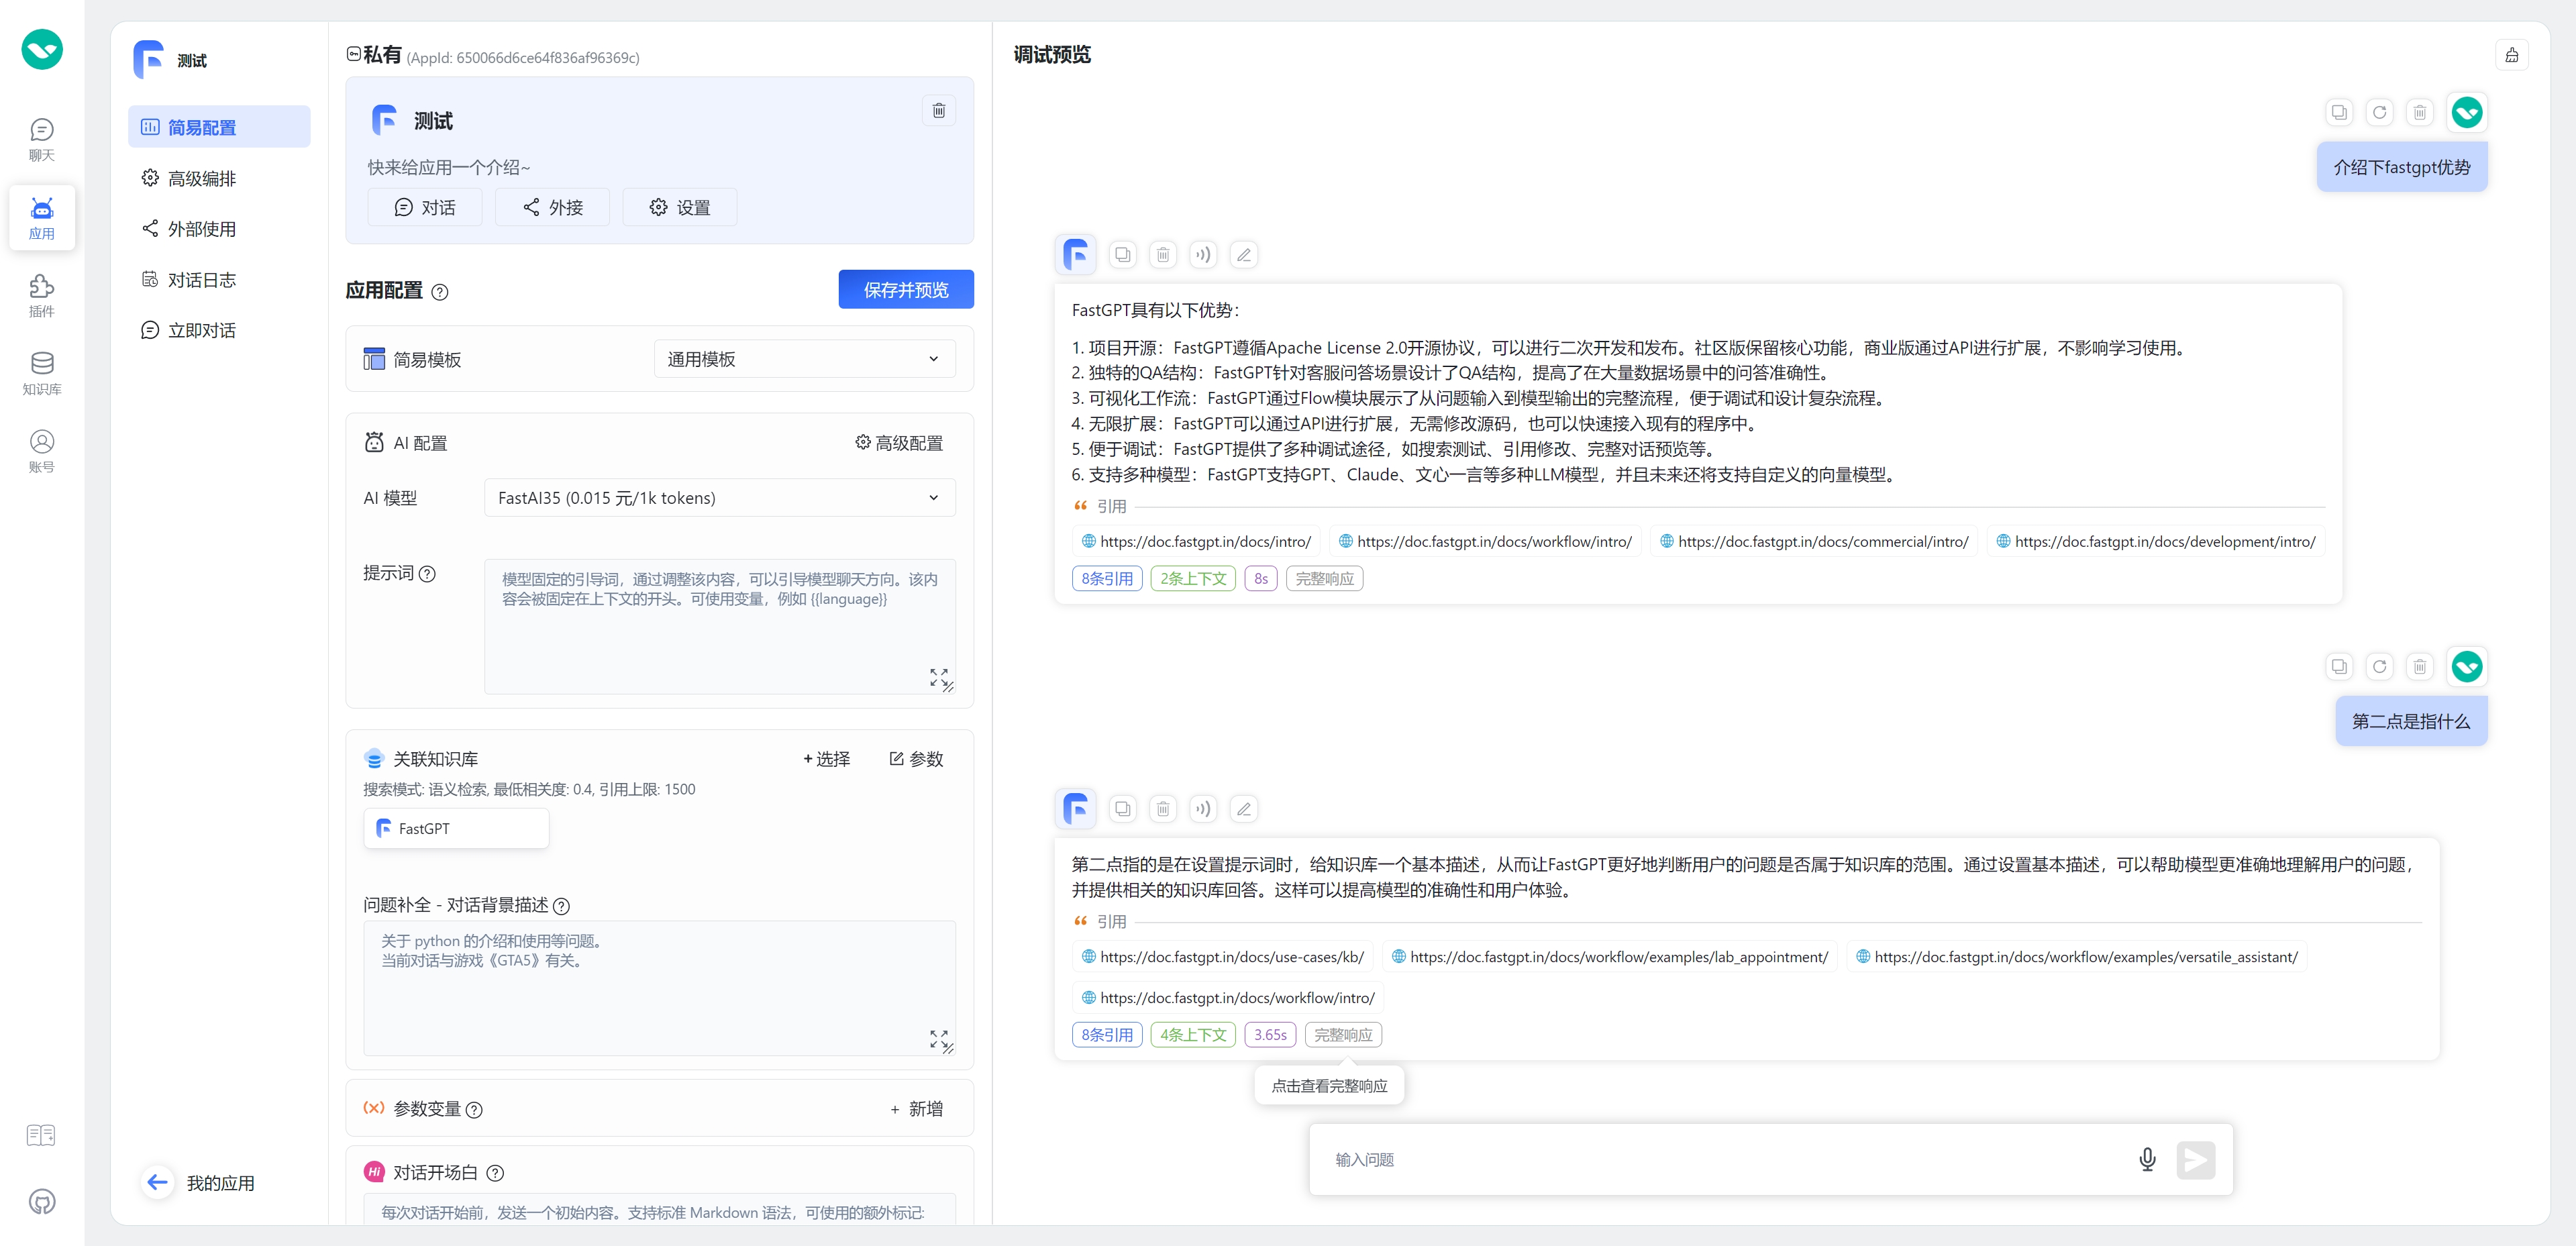 聊天
应用
插件
知识库
账号
测试
简易配置
高级编排
外部使用
对话日志
立即对话
我的应用
私有 (AppId: 650066d6ce64f836af96369c)
测试
快来给应用一个介绍~
对话
外接
设置
应用配置
保存并预览
简易模板
通用模板
AI 配置
高级配置
AI 模型
FastAI35 (0.015 元/1k tokens)
提示词
模型固定的引导词，通过调整该内容，可以引导模型聊天方向。该内
容会被固定在上下文的开头。可使用变量，例如 {{language}}
关联知识库
+选择
参数
搜索模式: 语义检索, 最低相关度: 0.4, 引用上限: 1500
FastGPT
问题补全 - 对话背景描述
关于 python 的介绍和使用等问题。
当前对话与游戏《GTA5》有关。
(x) 参数变量
+ 新增
Hi 对话开场白
每次对话开始前，发送一个初始内容。支持标准 Markdown 语法，可使用的额外标记:
调试预览
介绍下fastgpt优势
FastGPT具有以下优势：
1. 项目开源：FastGPT遵循Apache License 2.0开源协议，可以进行二次开发和发布。社区版保留核心功能，商业版通过API进行扩展，不影响学习使用。
2. 独特的QA结构：FastGPT针对客服问答场景设计了QA结构，提高了在大量数据场景中的问答准确性。
3. 可视化工作流：FastGPT通过Flow模块展示了从问题输入到模型输出的完整流程，便于调试和设计复杂流程。
4. 无限扩展：FastGPT可以通过API进行扩展，无需修改源码，也可以快速接入现有的程序中。
5. 便于调试：FastGPT提供了多种调试途径，如搜索测试、引用修改、完整对话预览等。
6. 支持多种模型：FastGPT支持GPT、Claude、文心一言等多种LLM模型，并且未来还将支持自定义的向量模型。
引用
https://doc.fastgpt.in/docs/intro/
https://doc.fastgpt.in/docs/workflow/intro/
https://doc.fastgpt.in/docs/commercial/intro/
https://doc.fastgpt.in/docs/development/intro/
8条引用
2条上下文
8s
完整响应
第二点是指什么
第二点指的是在设置提示词时，给知识库一个基本描述，从而让FastGPT更好地判断用户的问题是否属于知识库的范围。通过设置基本描述，可以帮助模型更准确地理解用户的问题，
并提供相关的知识库回答。这样可以提高模型的准确性和用户体验。
引用
https://doc.fastgpt.in/docs/use-cases/kb/
https://doc.fastgpt.in/docs/workflow/examples/lab_appointment/
https://doc.fastgpt.in/docs/workflow/examples/versatile_assistant/
https://doc.fastgpt.in/docs/workflow/intro/
8条引用
4条上下文
3.65s
完整响应
点击查看完整响应
输入问题